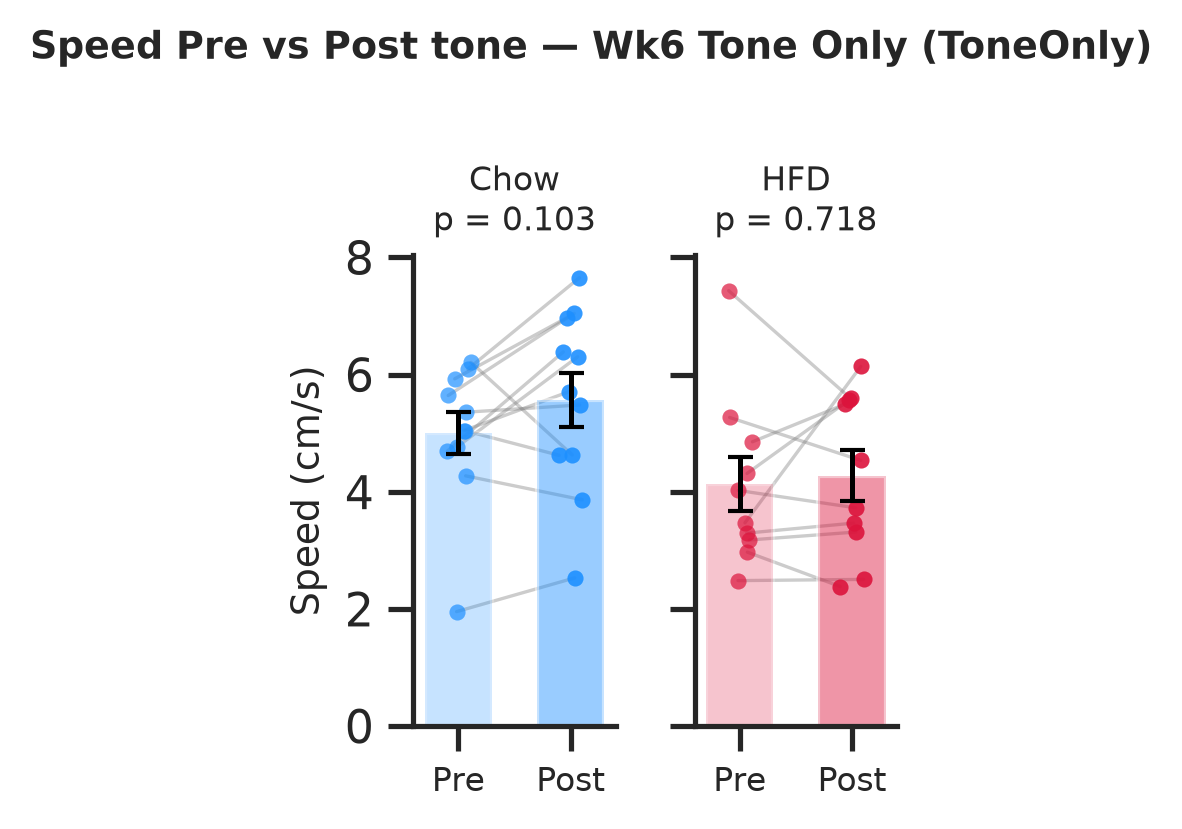 Speed Pre vs Post tone — Wk6 Tone Only (ToneOnly)
Chow
p = 0.103
HFD
p = 0.718
Speed (cm/s)
8
6
4
2
0
Pre
Post
Pre
Post